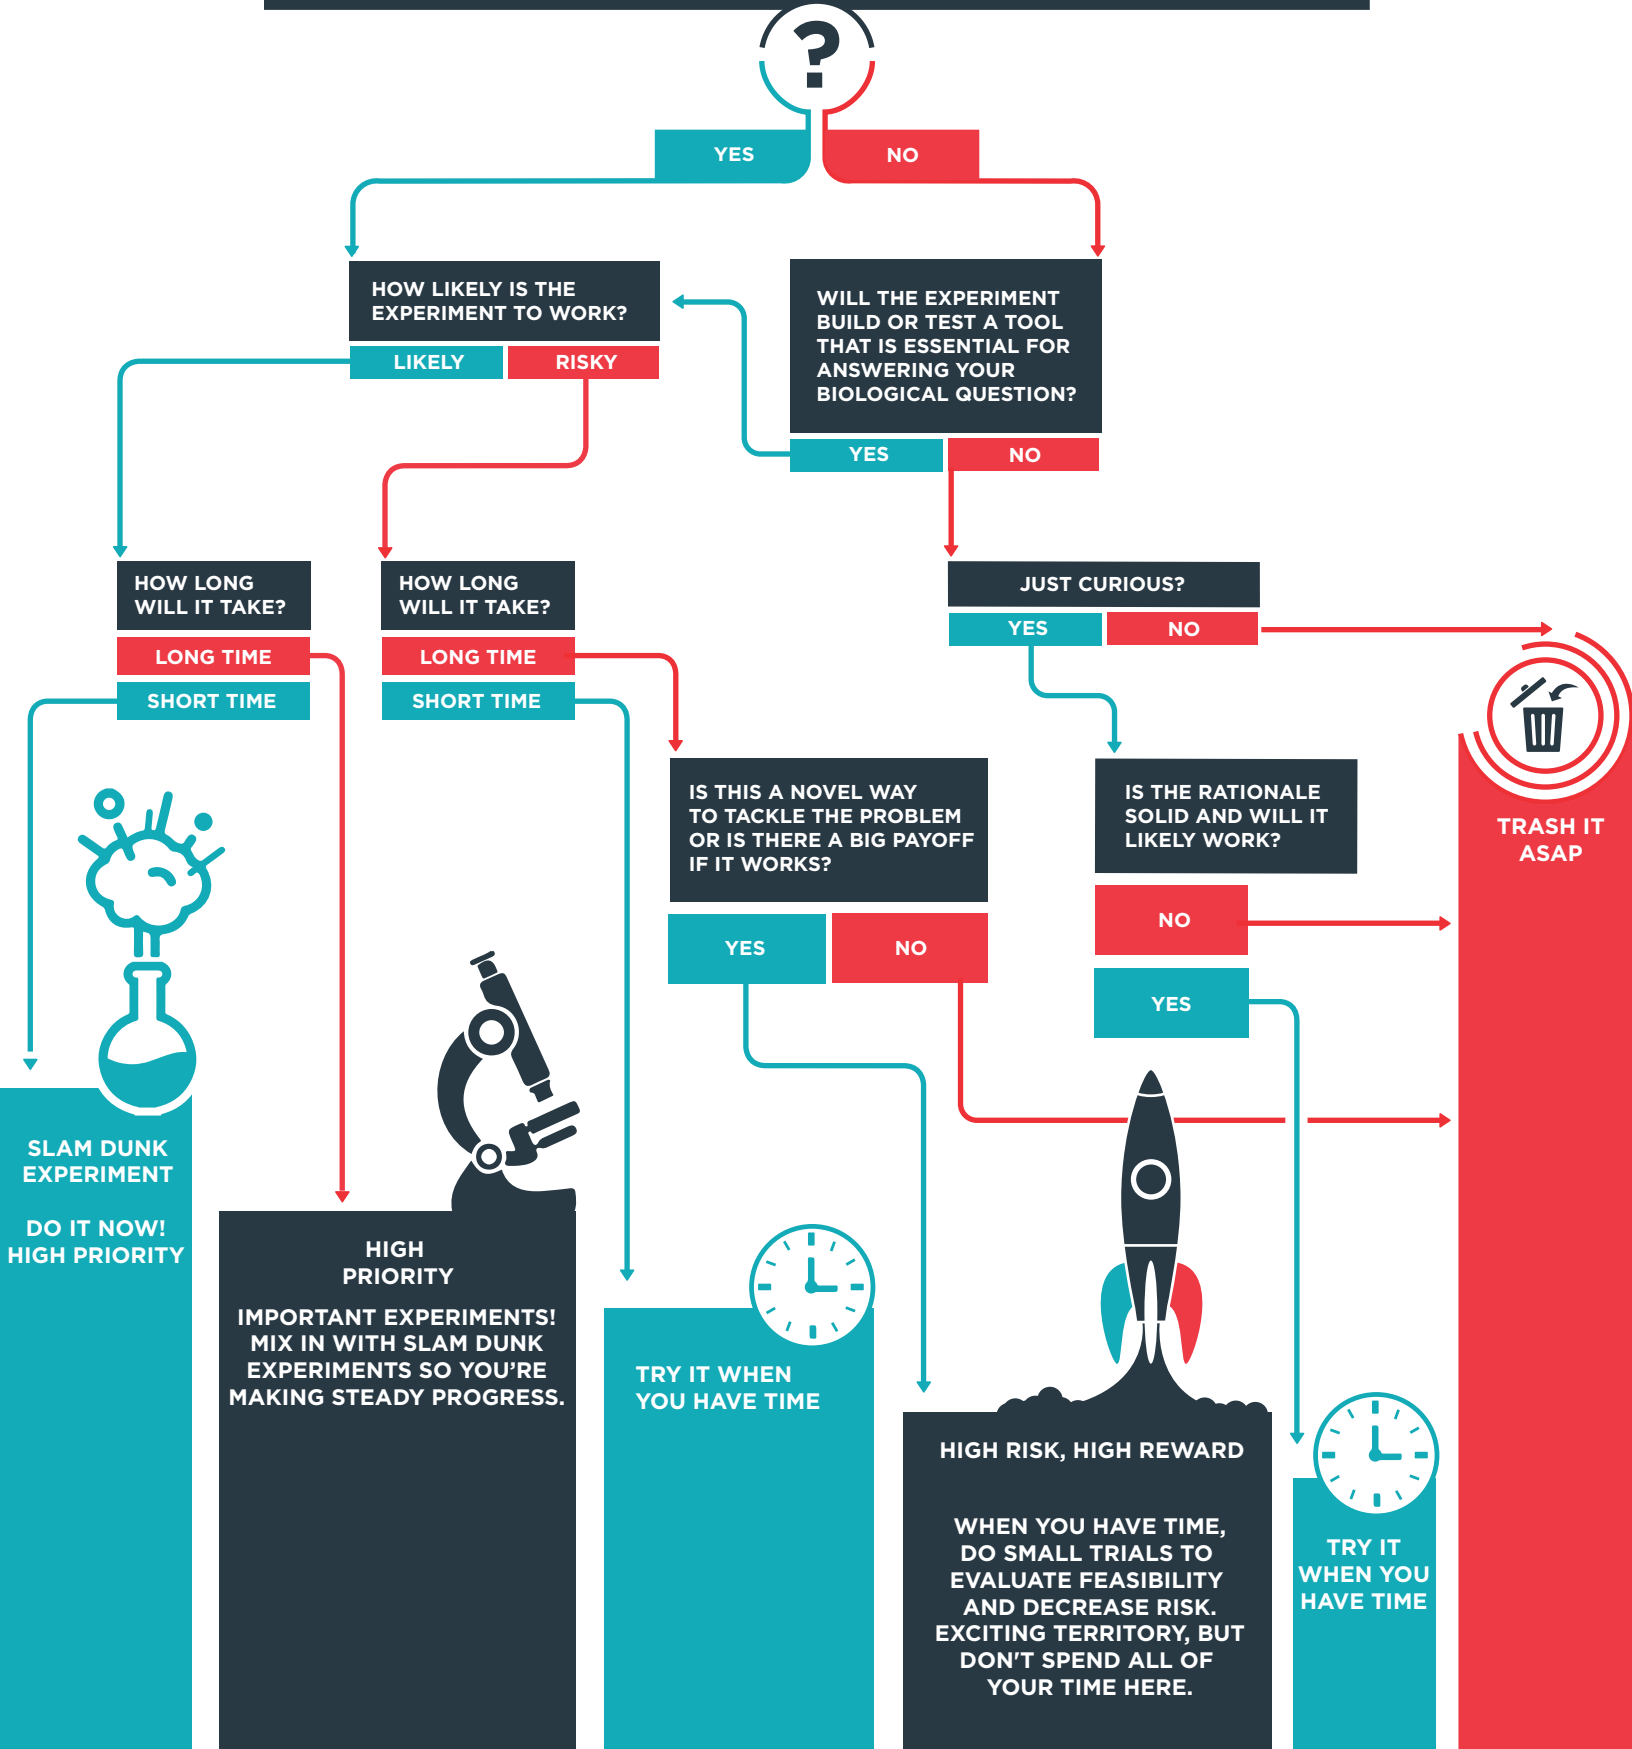 ?
YES
NO
HOW LIKELY IS THE
EXPERIMENT TO WORK?
LIKELY
RISKY
WILL THE EXPERIMENT
BUILD OR TEST A TOOL
THAT IS ESSENTIAL FOR
ANSWERING YOUR
BIOLOGICAL QUESTION?
YES
NO
HOW LONG
WILL IT TAKE?
LONG TIME
SHORT TIME
HOW LONG
WILL IT TAKE?
LONG TIME
SHORT TIME
JUST CURIOUS?
YES
NO
IS THIS A NOVEL WAY
TO TACKLE THE PROBLEM
OR IS THERE A BIG PAYOFF
IF IT WORKS?
YES
NO
IS THE RATIONALE
SOLID AND WILL IT
LIKELY WORK?
NO
YES
TRASH IT
ASAP
SLAM DUNK
EXPERIMENT
DO IT NOW!
HIGH PRIORITY
HIGH
PRIORITY
IMPORTANT EXPERIMENTS!
MIX IN WITH SLAM DUNK
EXPERIMENTS SO YOU’RE
MAKING STEADY PROGRESS.
TRY IT WHEN
YOU HAVE TIME
HIGH RISK, HIGH REWARD
WHEN YOU HAVE TIME,
DO SMALL TRIALS TO
EVALUATE FEASIBILITY
AND DECREASE RISK.
EXCITING TERRITORY, BUT
DON'T SPEND ALL OF
YOUR TIME HERE.
TRY IT
WHEN YOU
HAVE TIME